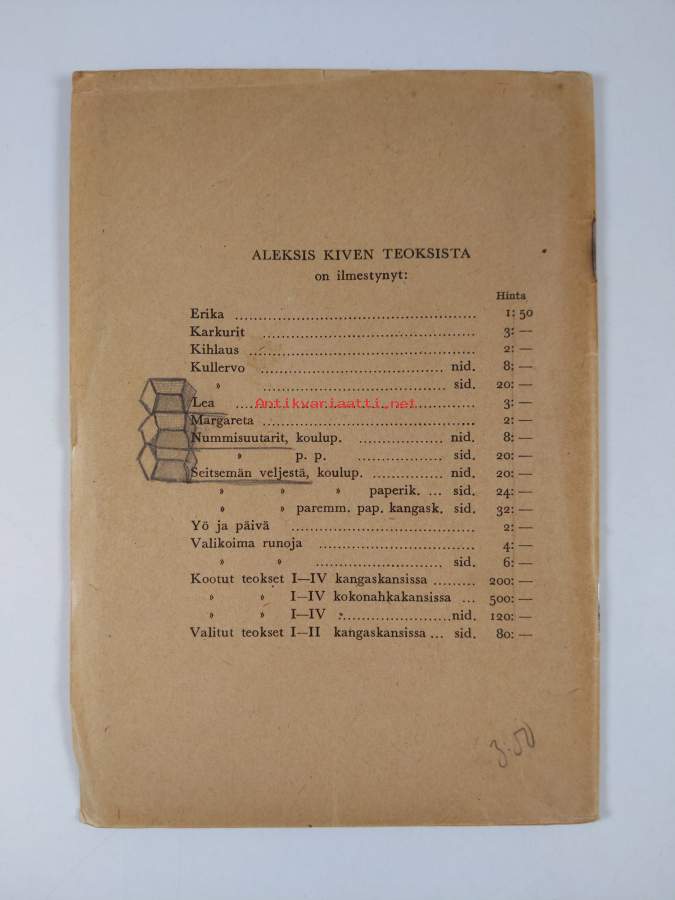 ALEKSIS KIVEN TEOKSISTA
on ilmestynyt:
Hinta
Erika ........ 1: 50
Karkurit ........ 3: —
Kihlaus ........ 2: —
Kullervo ........ nid. 8: —
» ........ sid. 20: —
Lea ........ 3: —
Antikvariaatti.net
Margareta ........ 2: —
Nummisuutarit, koulup. ........ nid. 8: —
» p. p. ........ sid. 20: —
Seitsemän veljestä, koulup. ........ nid. 20: —
» » » paperik. ... sid. 24: —
» » paremm. pap. kangask. sid. 32: —
Yö ja päivä ........ 2: —
Valikoima runoja ........ 4: —
» » ........ sid. 6: —
Kootut teokset I—IV kangaskansissa ........ 200: —
» » I—IV kokonahkakansissa ... 500: —
» » I—IV ........ nid. 120: —
Valitut teokset I—II kangaskansissa ... sid. 80: —
3:50